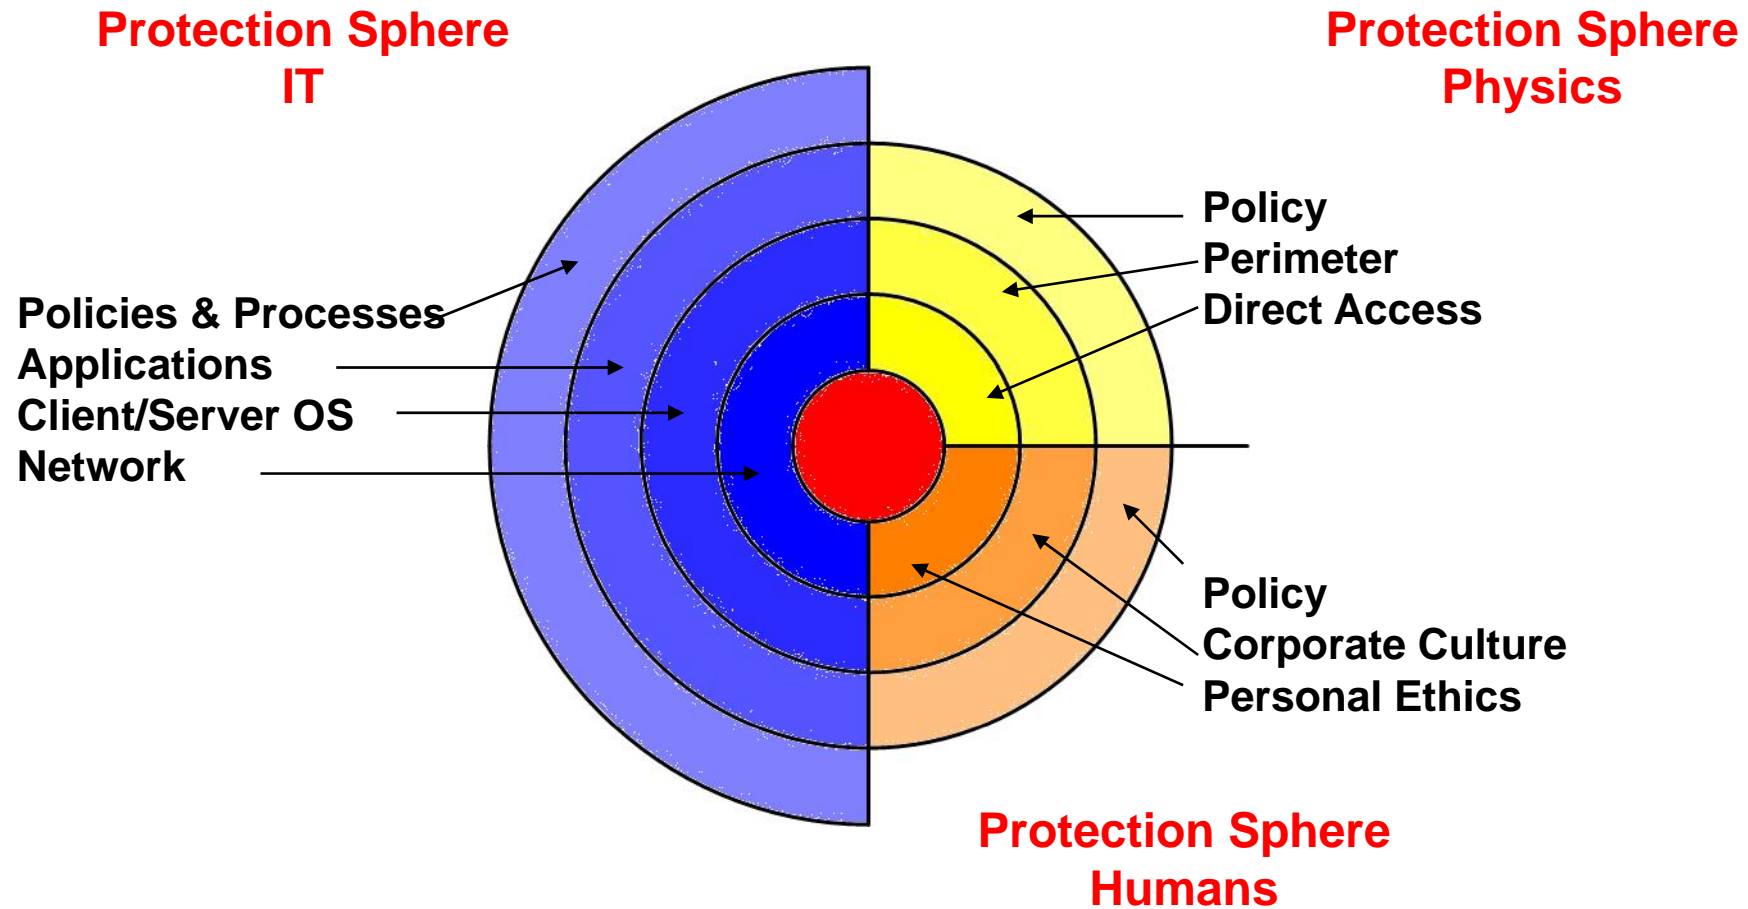 Protection Sphere
IT
Protection Sphere
Physics
Policies & Processes
Applications
Client/Server OS
Network
Policy
Perimeter
Direct Access
Policy
Corporate Culture
Personal Ethics
Protection Sphere
Humans